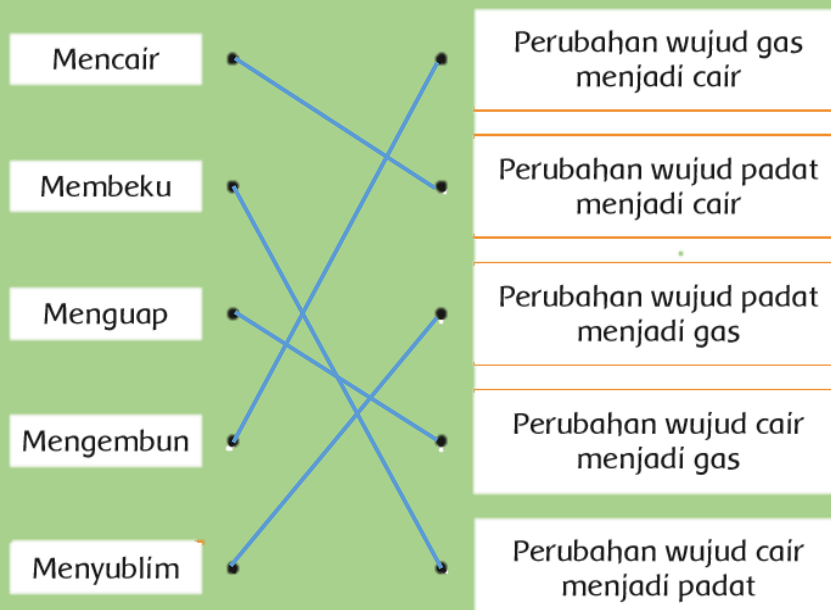 Mencair
Perubahan wujud gas
menjadi cair
Membeku
Perubahan wujud padat
menjadi cair
Menguap
Perubahan wujud padat
menjadi gas
Mengembun
Perubahan wujud cair
menjadi gas
Menyublim
Perubahan wujud cair
menjadi padat